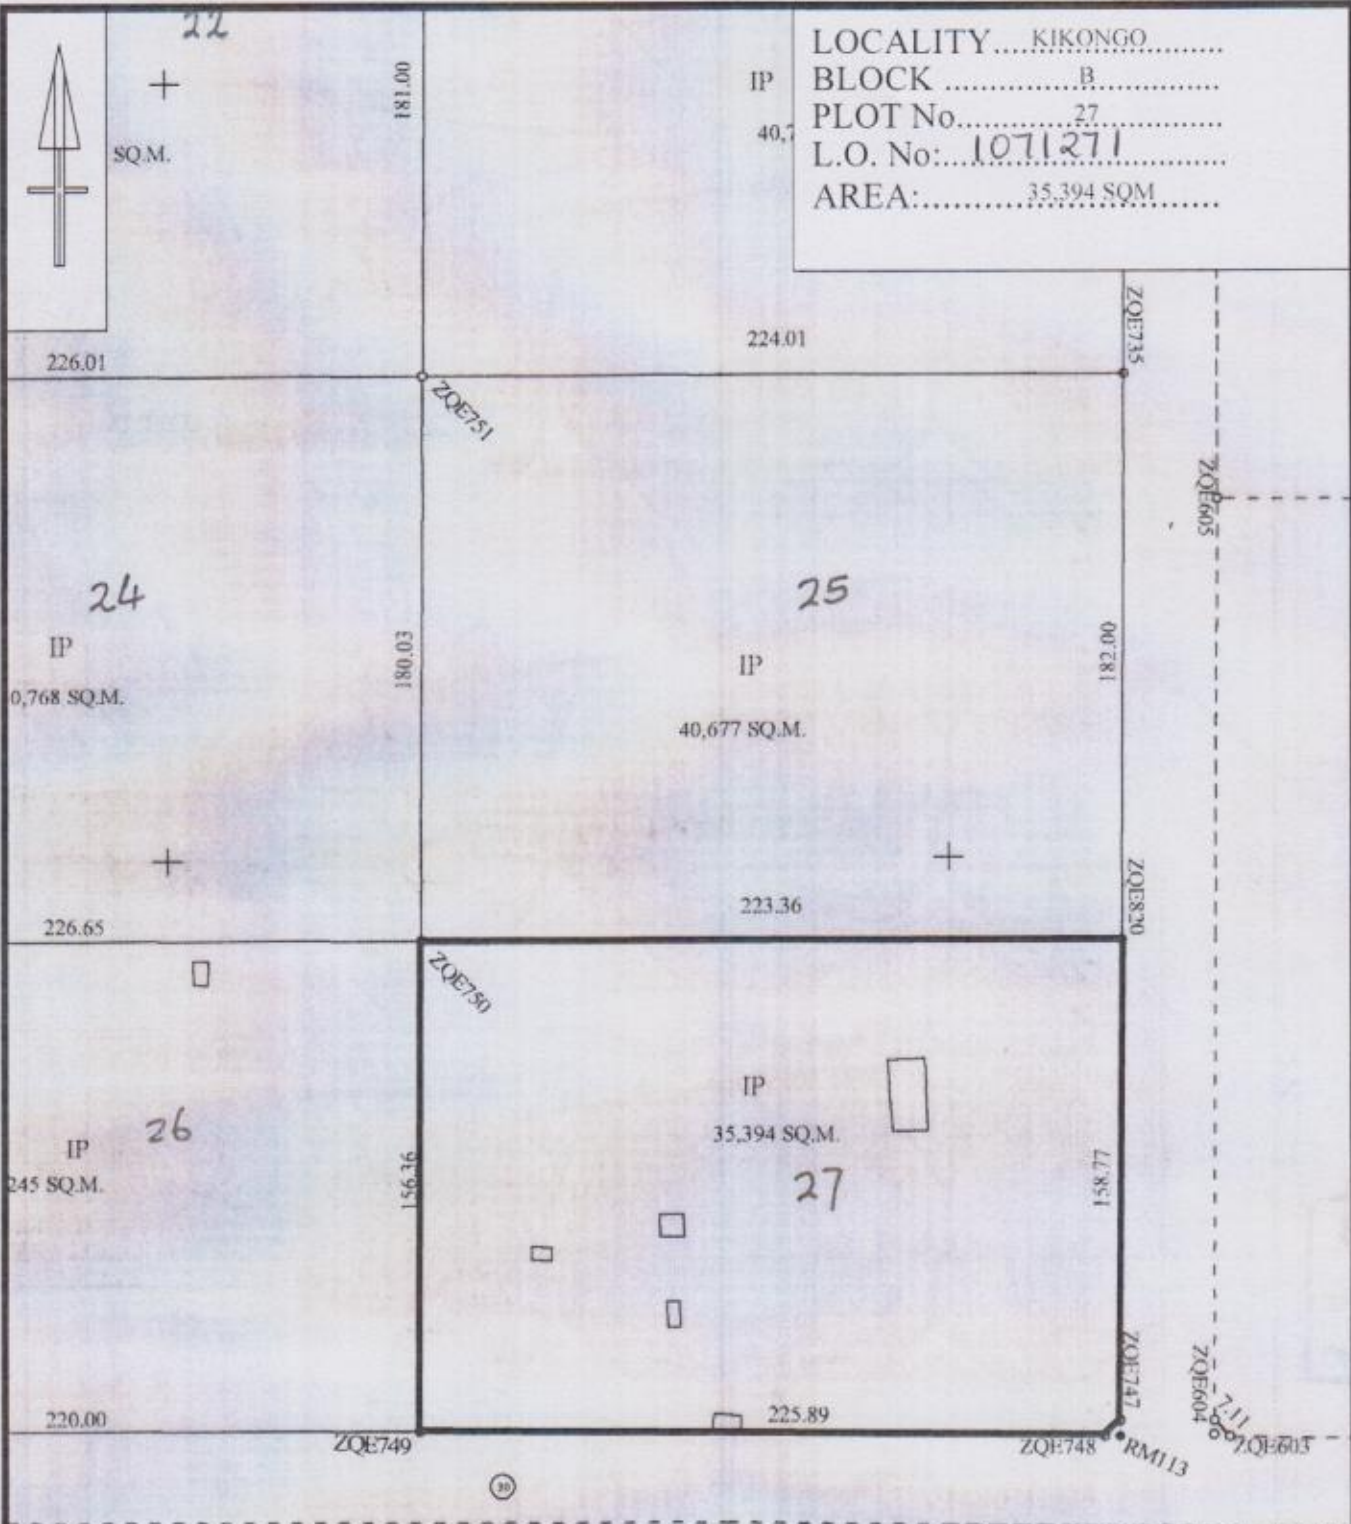 22
SQ.M.
181.00
IP
40,7
LOCALITY....KIKONGO..........
BLOCK ..............B................
PLOT No.............27...............
L.O. No:...1071271..............
AREA:............35.394 SQM........
226.01
224.01
ZQE735
ZQE751
ZQE605
24
IP
0,768 SQ.M.
180.03
25
IP
40,677 SQ.M.
182.00
226.65
223.36
ZQE820
ZQE750
26
IP
245 SQ.M.
156.36
IP
35.394 SQ.M.
27
158.77
220.00
225.89
ZQE747
ZQE604
7.11
ZQE749
ZQE748
RM113
ZQE603
30